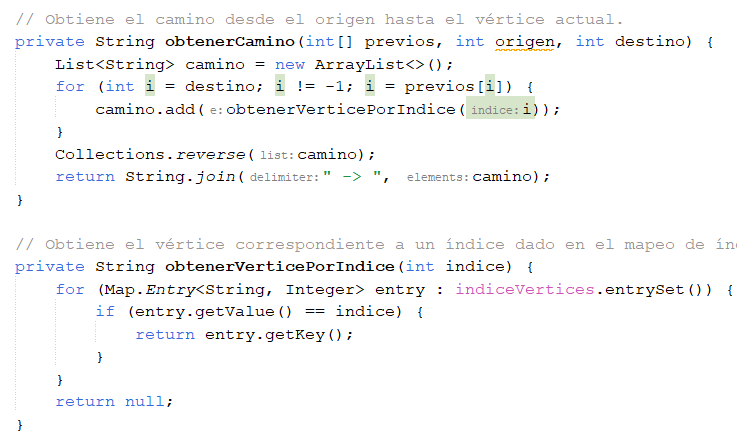 // Obtiene el camino desde el origen hasta el vértice actual.
private String obtenerCamino(int[] previos, int origen, int destino) {
List<String> camino = new ArrayList<>();
for (int i = destino; i != -1; i = previos[i]) {
camino.add( e: obtenerVerticePorIndice( indice: i));
}
Collections.reverse( list: camino);
return String.join( delimiter: " -> ", elements: camino);
}
// Obtiene el vértice correspondiente a un índice dado en el mapeo de
private String obtenerVerticePorIndice(int indice) {
for (Map.Entry<String, Integer> entry : indiceVertices.entrySet()) {
if (entry.getValue() == indice) {
return entry.getKey();
}
}
return null;
}